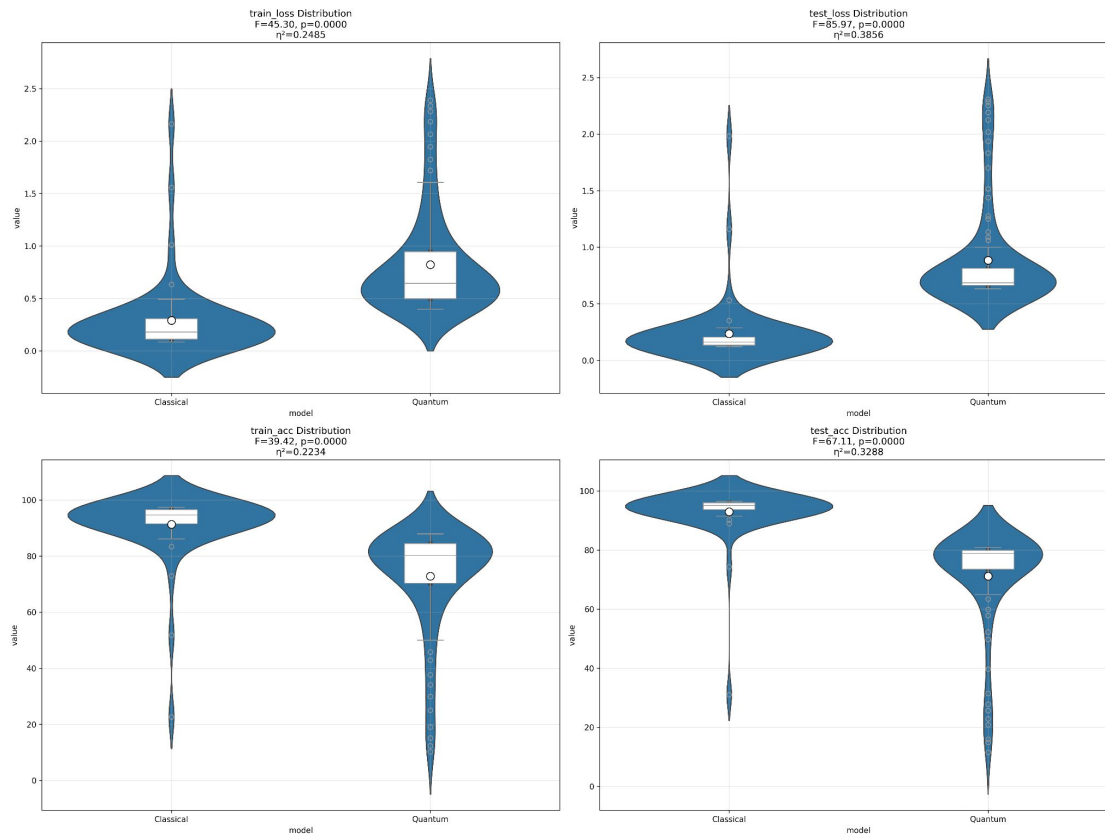 train_loss Distribution
F=45.30, p=0.0000
η²=0.2485
value
2.5
2.0
1.5
1.0
0.5
0.0
Classical
Quantum
model
test_loss Distribution
F=85.97, p=0.0000
η²=0.3856
value
2.5
2.0
1.5
1.0
0.5
0.0
Classical
Quantum
model
train_acc Distribution
F=39.42, p=0.0000
η²=0.2234
value
100
80
60
40
20
0
Classical
Quantum
model
test_acc Distribution
F=67.11, p=0.0000
η²=0.3288
value
100
80
60
40
20
0
Classical
Quantum
model